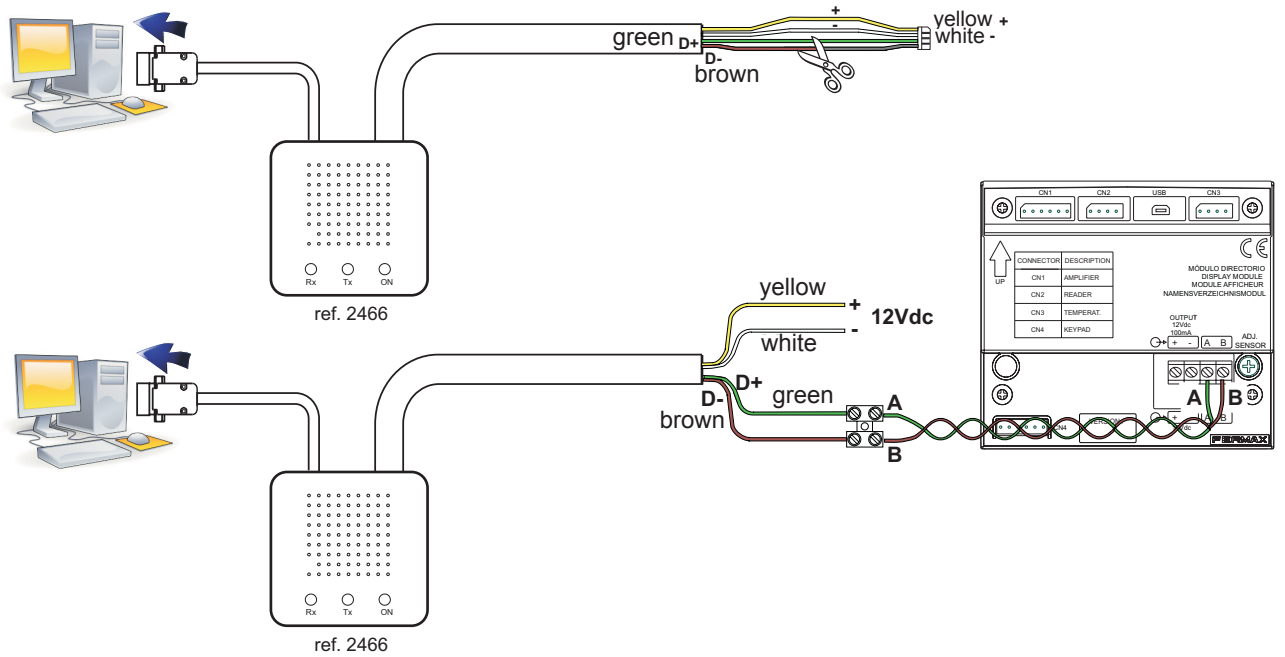 +
-
yellow +
white -
green D+
D-
brown
Rx Tx ON
ref. 2466
CN1 CN2 USB CN3
UP
CONNECTOR DESCRIPTION
CN1 AMPLIFIER
CN2 READER
CN3 TEMPERAT.
CN4 KEYPAD
CE
MÓDULO DIRECTORIO
DISPLAY MODULE
MODULE AFFICHEUR
NAMENSVERZEICHNISMODUL
OUTPUT
12Vdc
100mA
+ - A B
ADJ.
SENSOR
A B
CN4
FERMAX
yellow +
12Vdc
-
white
D+
green
D-
brown
A
B
Rx Tx ON
ref. 2466